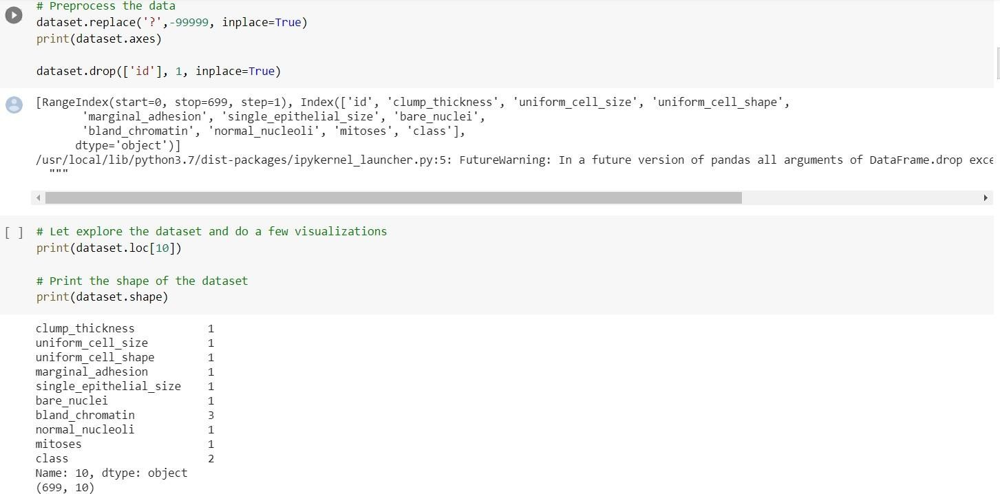 # Preprocess the data
dataset.replace('?',-99999, inplace=True)
print(dataset.axes)
dataset.drop(['id'], 1, inplace=True)
[RangeIndex(start=0, stop=699, step=1), Index(['id', 'clump_thickness', 'uniform_cell_size', 'uniform_cell_shape',
'marginal_adhesion', 'single_epithelial_size', 'bare_nuclei',
'bland_chromatin', 'normal_nucleoli', 'mitoses', 'class'],
dtype='object')]
/usr/local/lib/python3.7/dist-packages/ipykernel_launcher.py:5: FutureWarning: In a future version of pandas all arguments of DataFrame.drop exce
"""
[ ] # Let explore the dataset and do a few visualizations
print(dataset.loc[10])
# Print the shape of the dataset
print(dataset.shape)
clump_thickness 1
uniform_cell_size 1
uniform_cell_shape 1
marginal_adhesion 1
single_epithelial_size 1
bare_nuclei 1
bland_chromatin 3
normal_nucleoli 1
mitoses 1
class 2
Name: 10, dtype: object
(699, 10)